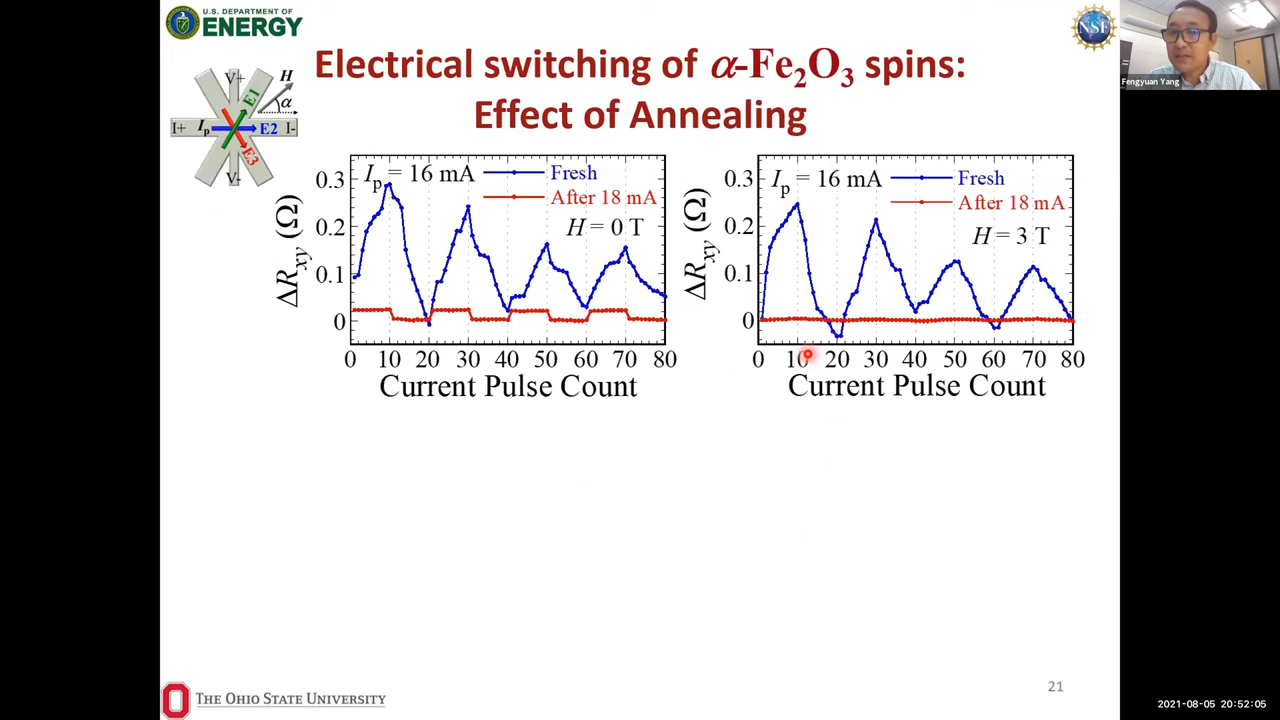 U.S. DEPARTMENT OF
ENERGY
NSF
Fengyuan Yang
Electrical switching of α-Fe₂O₃ spins:
Effect of Annealing
V+
H
E1
α
I+
Iₚ
E2
I-
E3
V-
Iₚ = 16 mA
Fresh
After 18 mA
H = 0 T
0.3
0.2
0.1
0
ΔRₓᵧ (Ω)
0 10 20 30 40 50 60 70 80
Current Pulse Count
Iₚ = 16 mA
Fresh
After 18 mA
H = 3 T
0.3
0.2
0.1
0
ΔRₓᵧ (Ω)
0 10 20 30 40 50 60 70 80
Current Pulse Count
THE OHIO STATE UNIVERSITY
21
2021-08-05 20:52:05